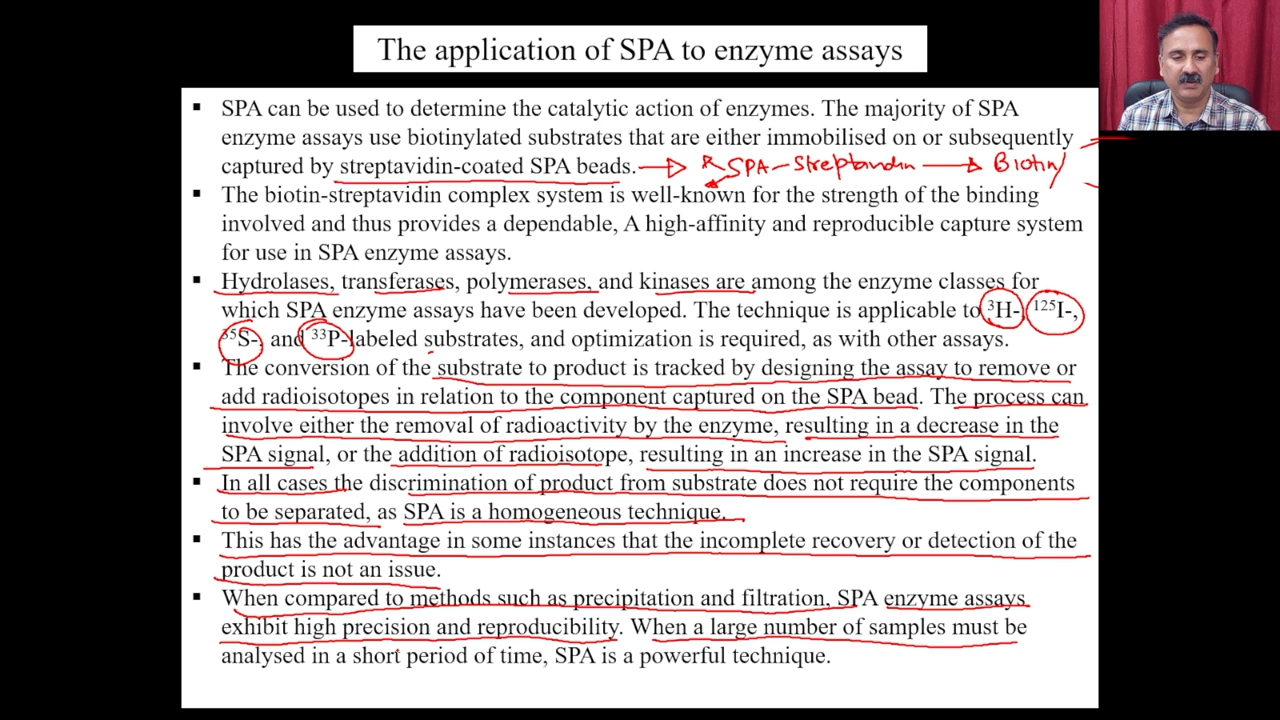 The application of SPA to enzyme assays
▪ SPA can be used to determine the catalytic action of enzymes. The majority of SPA
enzyme assays use biotinylated substrates that are either immobilised on or subsequently
captured by streptavidin-coated SPA beads. → SPA-Streptavidin → Biotin
▪ The biotin-streptavidin complex system is well-known for the strength of the binding
involved and thus provides a dependable, A high-affinity and reproducible capture system
for use in SPA enzyme assays.
▪ Hydrolases, transferases, polymerases, and kinases are among the enzyme classes for
which SPA enzyme assays have been developed. The technique is applicable to ³H-, ¹²⁵I-,
³⁵S-, and ³³P-labeled substrates, and optimization is required, as with other assays.
▪ The conversion of the substrate to product is tracked by designing the assay to remove or
add radioisotopes in relation to the component captured on the SPA bead. The process can
involve either the removal of radioactivity by the enzyme, resulting in a decrease in the
SPA signal, or the addition of radioisotope, resulting in an increase in the SPA signal.
▪ In all cases the discrimination of product from substrate does not require the components
to be separated, as SPA is a homogeneous technique.
▪ This has the advantage in some instances that the incomplete recovery or detection of the
product is not an issue.
▪ When compared to methods such as precipitation and filtration, SPA enzyme assays
exhibit high precision and reproducibility. When a large number of samples must be
analysed in a short period of time, SPA is a powerful technique.